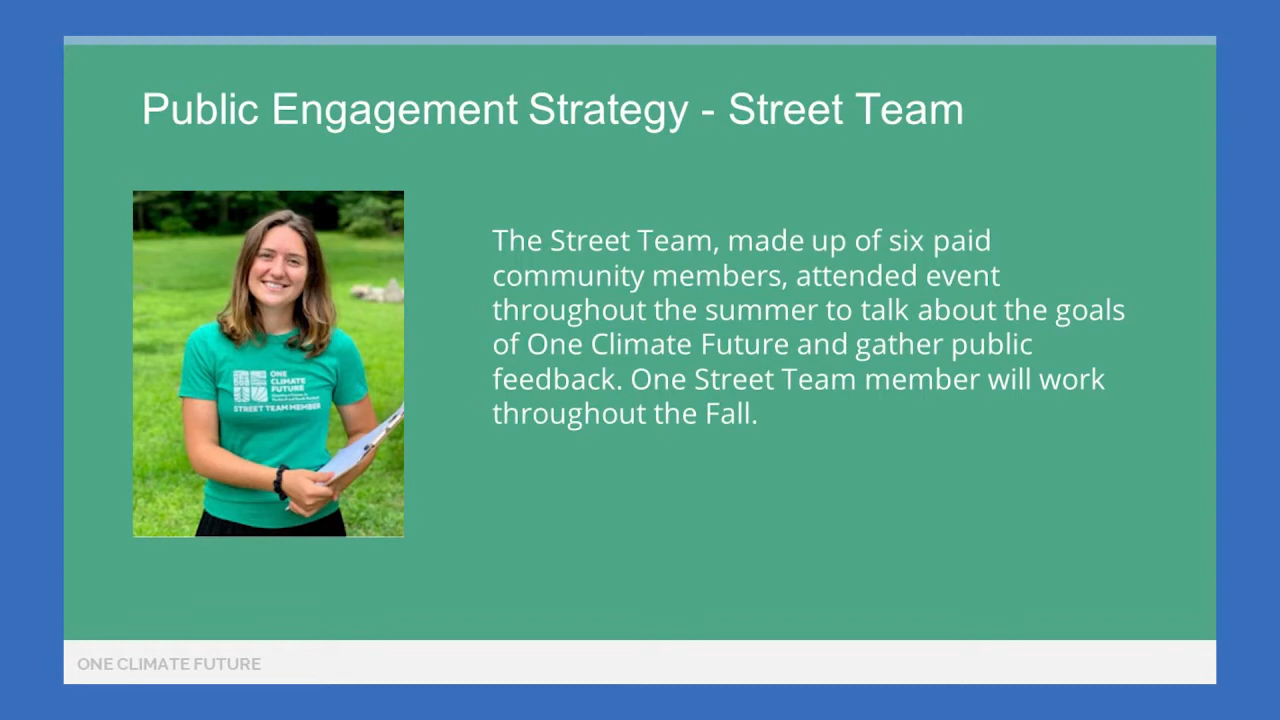 Public Engagement Strategy - Street Team
ONE
CLIMATE
FUTURE
STREET TEAM MEMBER
The Street Team, made up of six paid
community members, attended event
throughout the summer to talk about the goals
of One Climate Future and gather public
feedback. One Street Team member will work
throughout the Fall.
ONE CLIMATE FUTURE